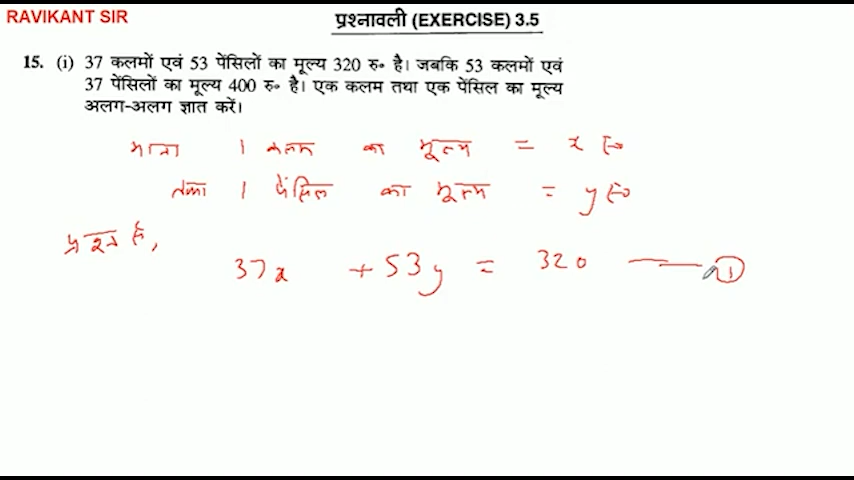 RAVIKANT SIR
प्रश्नावली (EXERCISE) 3.5
15. (i) 37 कलमों एवं 53 पेंसिलों का मूल्य 320 रु॰ है। जबकि 53 कलमों एवं
37 पेंसिलों का मूल्य 400 रु॰ है। एक कलम तथा एक पेंसिल का मूल्य
अलग-अलग ज्ञात करें।
माना 1 कलम का मूल्य = x रु॰
तथा 1 पेंसिल का मूल्य = y रु॰
प्रश्न से,
37x + 53y = 320 —— ①